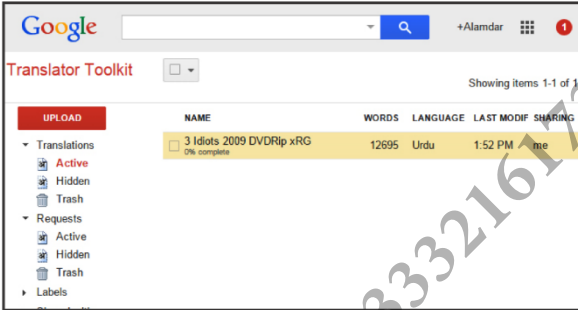 Google
+Alamdar
1
Translator Toolkit
Showing items 1-1 of 1
UPLOAD
NAME WORDS LANGUAGE LAST MODIF SHARING
Translations
3 Idiots 2009 DVDRip xRG 12695 Urdu 1:52 PM me
0% complete
Active
Hidden
Trash
Requests
Active
Hidden
Trash
Labels